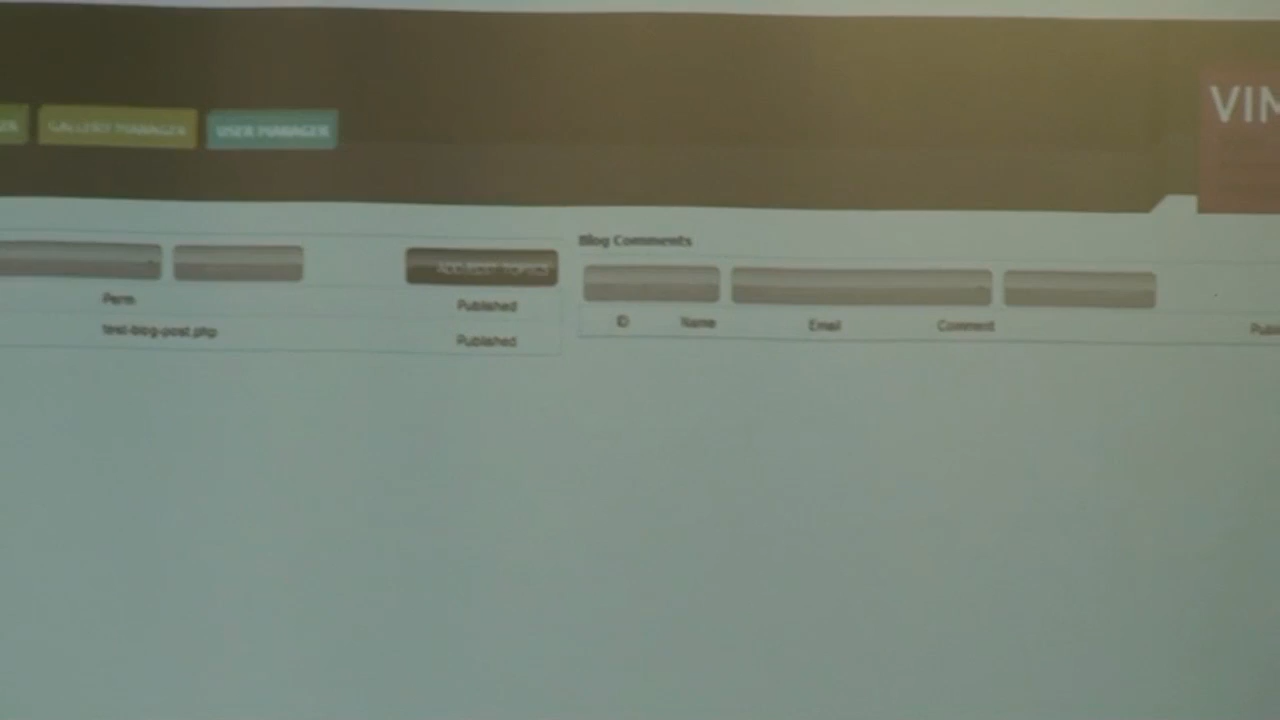 VIM
GALLERY MANAGER
USER MANAGER
Blog Comments
Perm
Published
ID
Name
Email
Comment
test-blog-post.php
Published